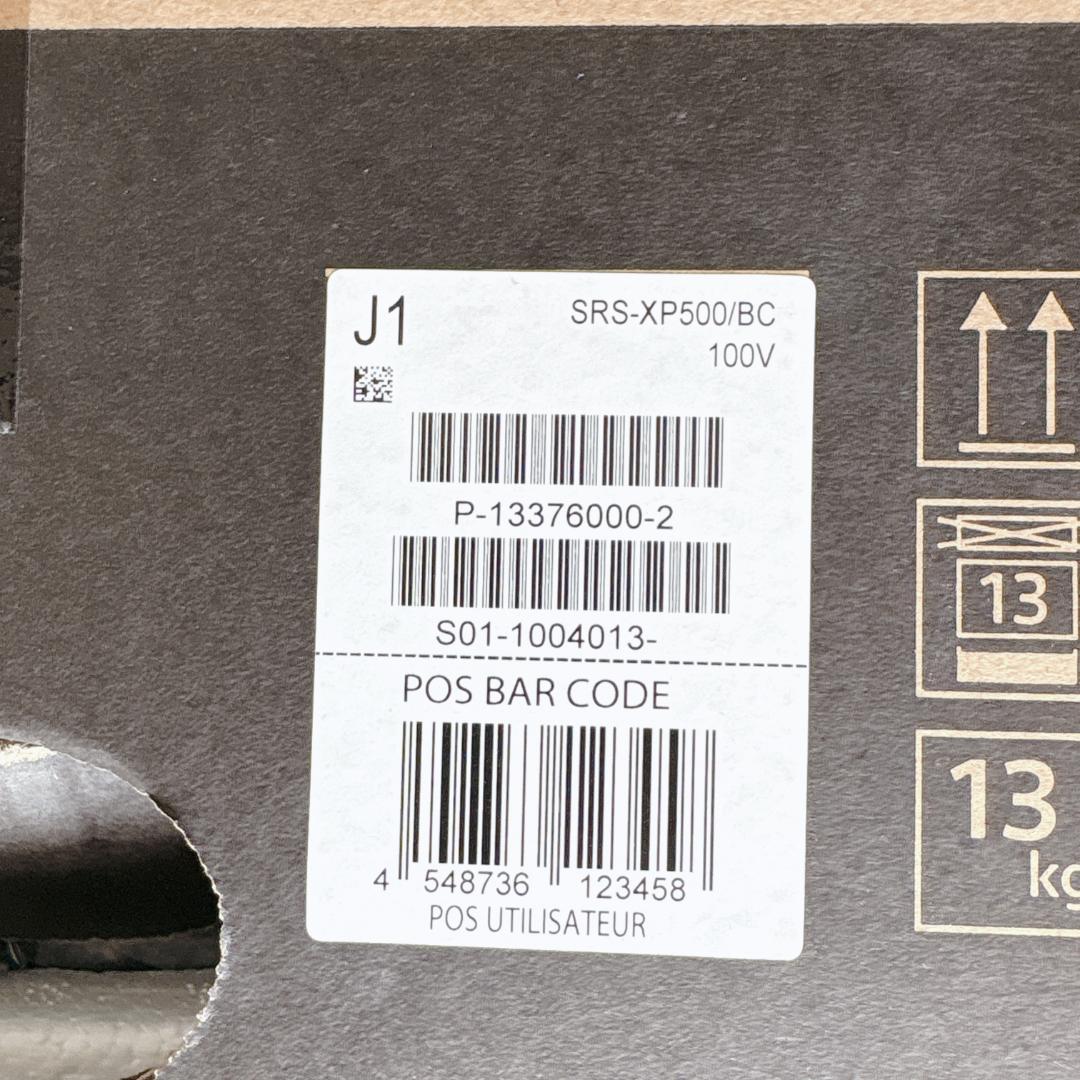 J1
SRS-XP500/BC
100V
P-13376000-2
S01-1004013-
POS BAR CODE
4 548736 123458
POS UTILISATEUR
13
13
kg